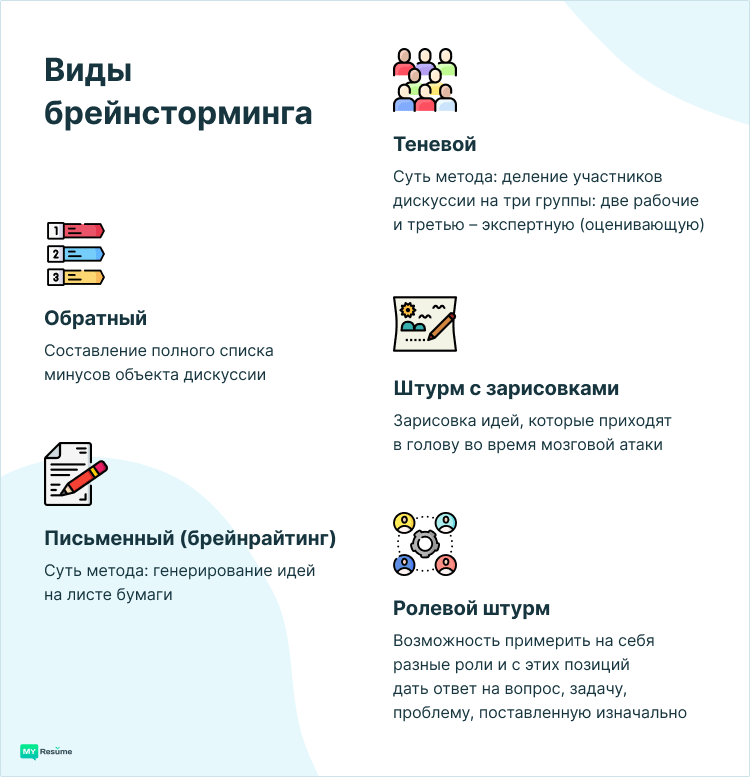 Виды
брейнсторминга
1
2
3
Обратный
Составление полного списка
минусов объекта дискуссии
Письменный (брейнрайтинг)
Суть метода: генерирование идей
на листе бумаги
Теневой
Суть метода: деление участников
дискуссии на три группы: две рабочие
и третью – экспертную (оценивающую)
Штурм с зарисовками
Зарисовка идей, которые приходят
в голову во время мозговой атаки
Ролевой штурм
Возможность примерить на себя
разные роли и с этих позиций
дать ответ на вопрос, задачу,
проблему, поставленную изначально
MY Resume